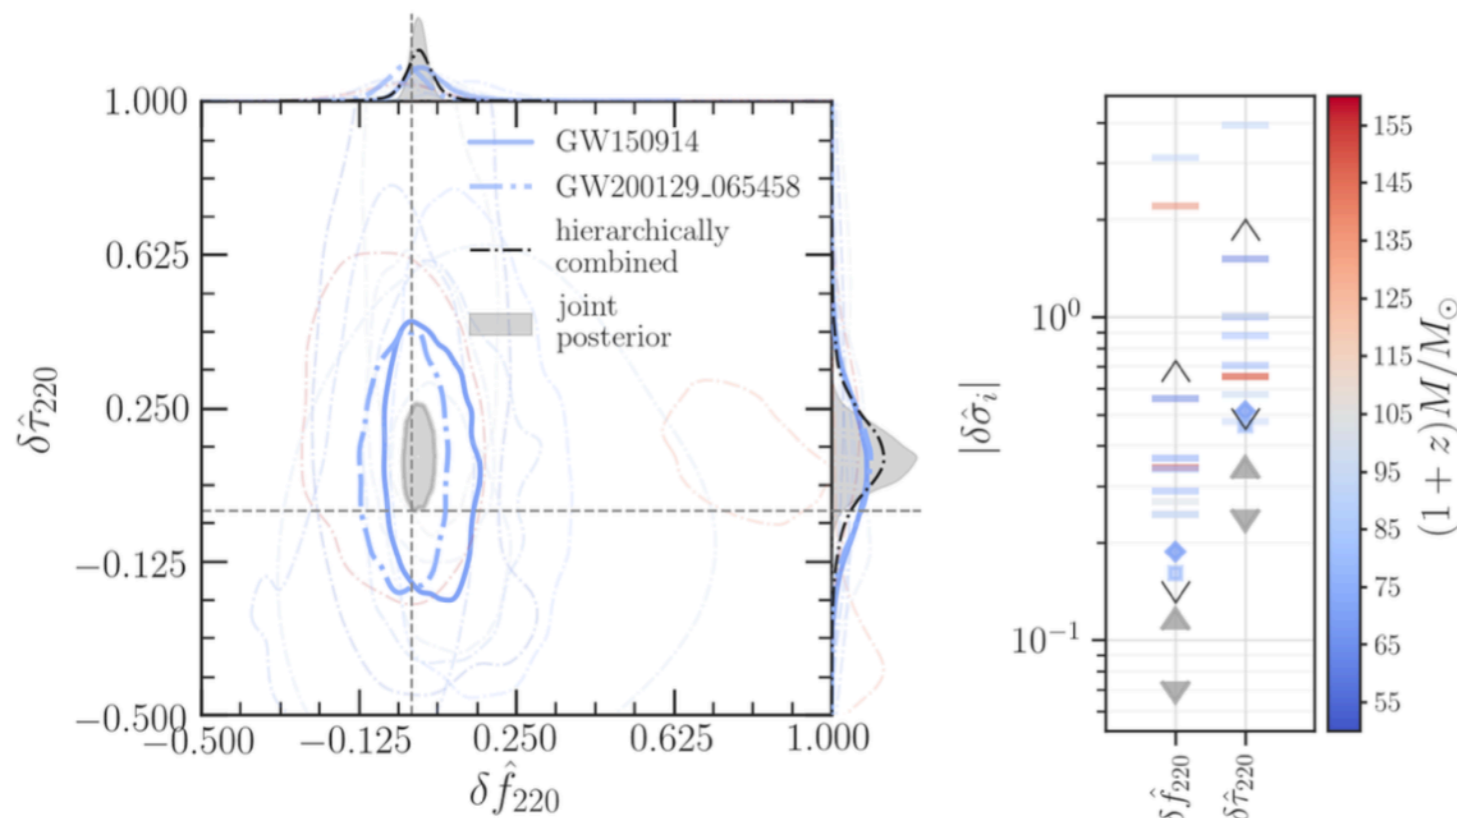 1.000
0.625
0.250
−0.125
−0.500
δτ̂₂₂₀
−0.500 −0.125 0.250 0.625 1.000
δf̂₂₂₀
GW150914
GW200129_065458
hierarchically
combined
joint
posterior
|δσ̂ᵢ|
10⁰
10⁻¹
δf̂₂₂₀ δτ̂₂₂₀
155
145
135
125
115
105
95
85
75
65
55
(1 + z)M/M⊙